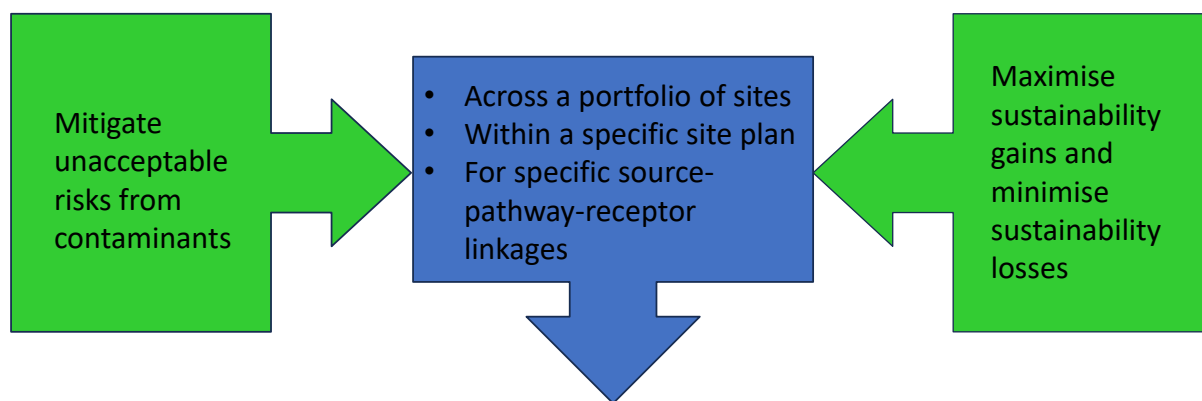 Mitigate
unacceptable
risks from
contaminants
• Across a portfolio of sites
• Within a specific site plan
• For specific source-
pathway-receptor
linkages
Maximise
sustainability
gains and
minimise
sustainability
losses